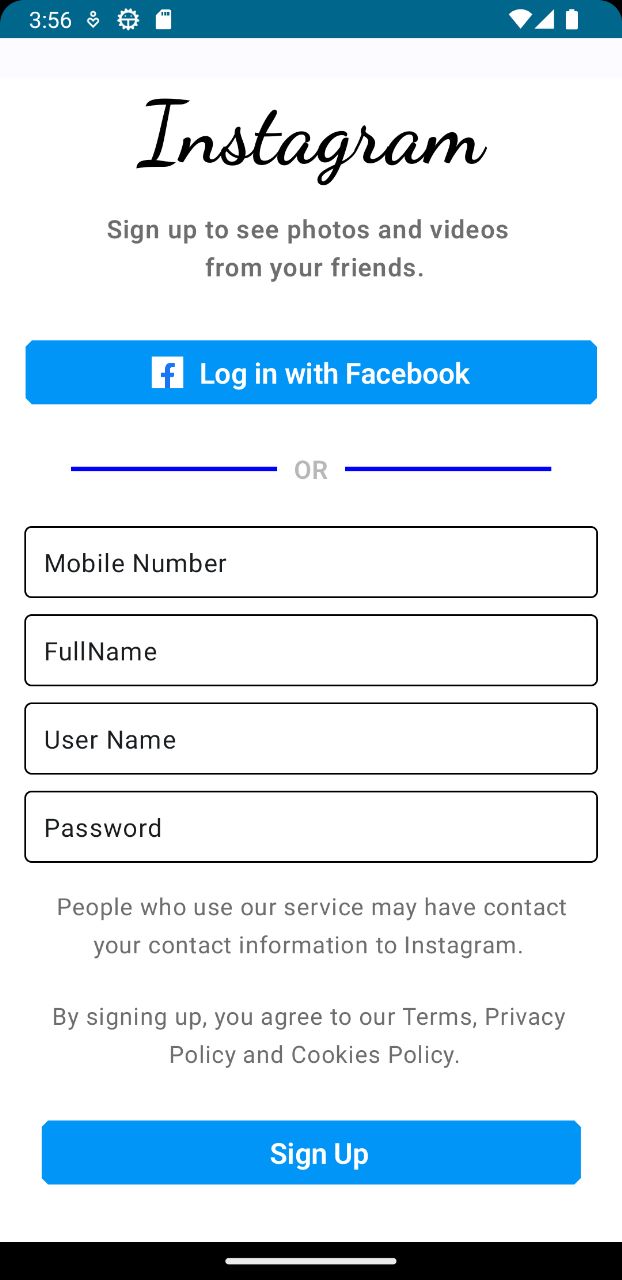 3:56
Instagram
Sign up to see photos and videos
from your friends.
Log in with Facebook
OR
Mobile Number
FullName
User Name
Password
People who use our service may have contact
your contact information to Instagram.
By signing up, you agree to our Terms, Privacy
Policy and Cookies Policy.
Sign Up